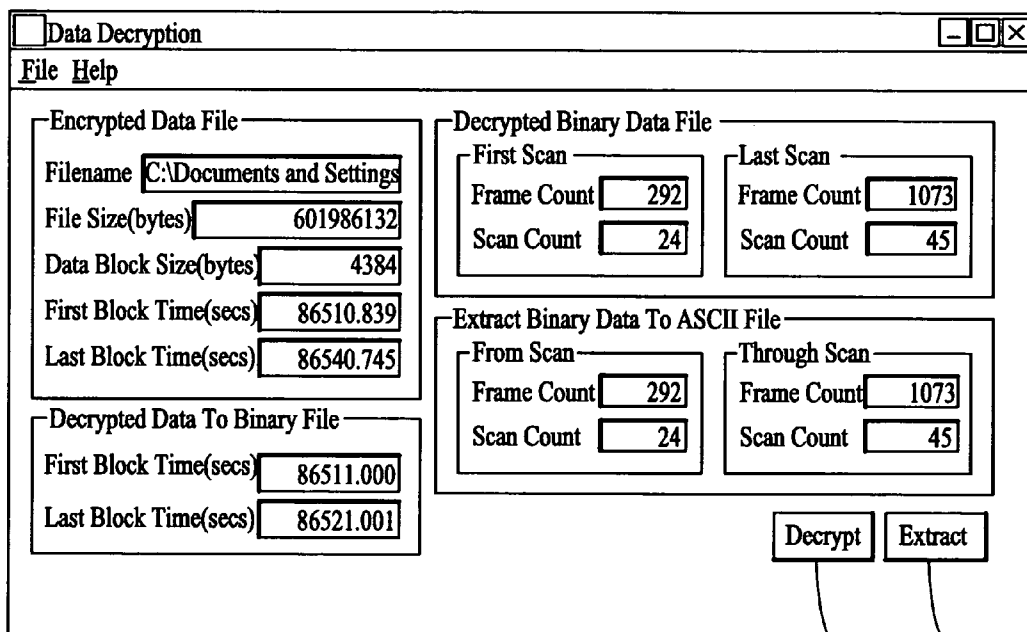 Data Decryption
File Help
Encrypted Data File
Filename C:\Documents and Settings
File Size(bytes) 601986132
Data Block Size(bytes) 4384
First Block Time(secs) 86510.839
Last Block Time(secs) 86540.745
Decrypted Data To Binary File
First Block Time(secs) 86511.000
Last Block Time(secs) 86521.001
Decrypted Binary Data File
First Scan
Frame Count 292
Scan Count 24
Last Scan
Frame Count 1073
Scan Count 45
Extract Binary Data To ASCII File
From Scan
Frame Count 292
Scan Count 24
Through Scan
Frame Count 1073
Scan Count 45
Decrypt Extract